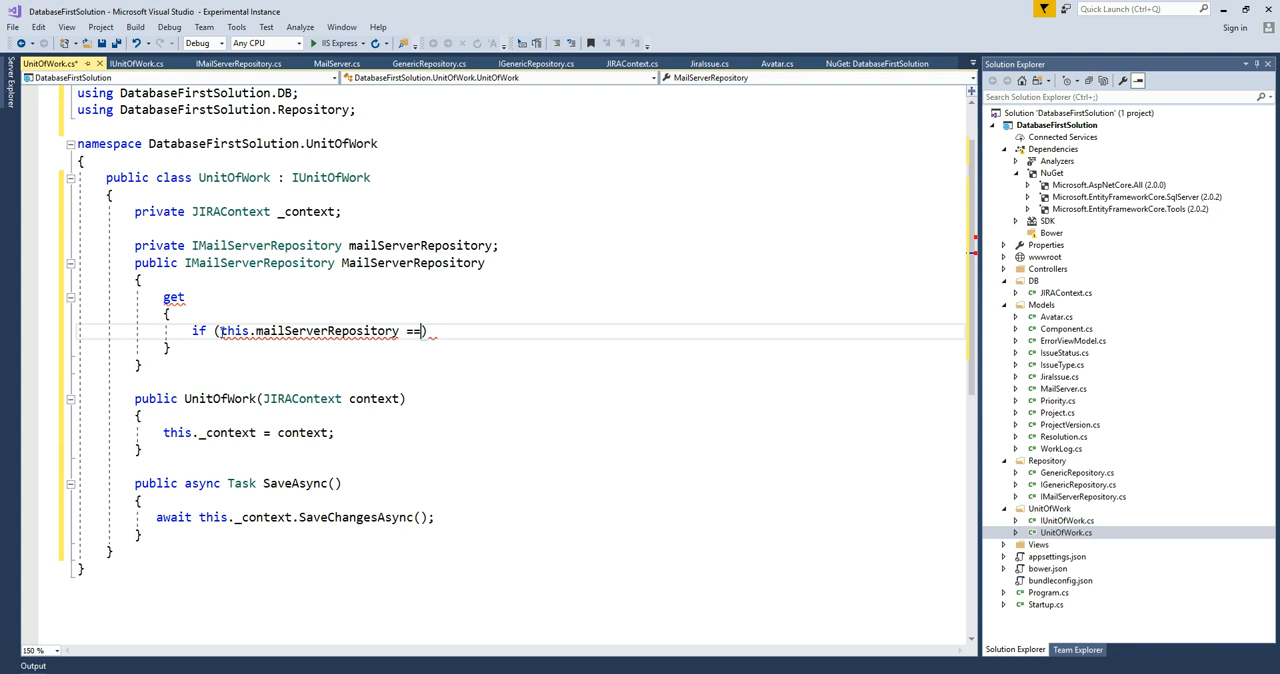 DatabaseFirstSolution - Microsoft Visual Studio - Experimental Instance
Quick Launch (Ctrl+Q)
File Edit View Project Build Debug Team Tools Test Analyze Window Help
Sign in
Debug Any CPU IIS Express
UnitOfWork.cs* IUnitOfWork.cs IMailServerRepository.cs MailServer.cs GenericRepository.cs IGenericRepository.cs JIRAContext.cs JiraIssue.cs Avatar.cs NuGet: DatabaseFirstSolution
DatabaseFirstSolution DatabaseFirstSolution.UnitOfWork.UnitOfWork MailServerRepository
Server Explorer
using DatabaseFirstSolution.DB;
using DatabaseFirstSolution.Repository;
namespace DatabaseFirstSolution.UnitOfWork
{
public class UnitOfWork : IUnitOfWork
{
private JIRAContext _context;
private IMailServerRepository mailServerRepository;
public IMailServerRepository MailServerRepository
{
get
{
if (this.mailServerRepository ==)
}
}
public UnitOfWork(JIRAContext context)
{
this._context = context;
}
public async Task SaveAsync()
{
await this._context.SaveChangesAsync();
}
}
}
150 %
Output
Solution Explorer
Search Solution Explorer (Ctrl+;)
Solution 'DatabaseFirstSolution' (1 project)
DatabaseFirstSolution
Connected Services
Dependencies
Analyzers
NuGet
Microsoft.AspNetCore.All (2.0.0)
Microsoft.EntityFrameworkCore.SqlServer (2.0.2)
Microsoft.EntityFrameworkCore.Tools (2.0.2)
SDK
Bower
Properties
wwwroot
Controllers
DB
JIRAContext.cs
Models
Avatar.cs
Component.cs
ErrorViewModel.cs
IssueStatus.cs
IssueType.cs
JiraIssue.cs
MailServer.cs
Priority.cs
Project.cs
ProjectVersion.cs
Resolution.cs
WorkLog.cs
Repository
GenericRepository.cs
IGenericRepository.cs
IMailServerRepository.cs
UnitOfWork
IUnitOfWork.cs
UnitOfWork.cs
Views
appsettings.json
bower.json
bundleconfig.json
Program.cs
Startup.cs
Solution Explorer Team Explorer